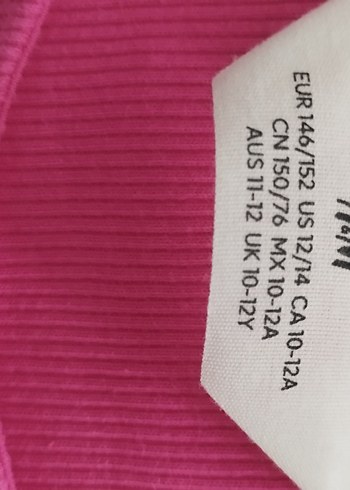 H&M
EUR 146/152 US 12/14 CA 10-12A
CN 150/76 MX 10-12A
AUS 11-12 UK 10-12Y